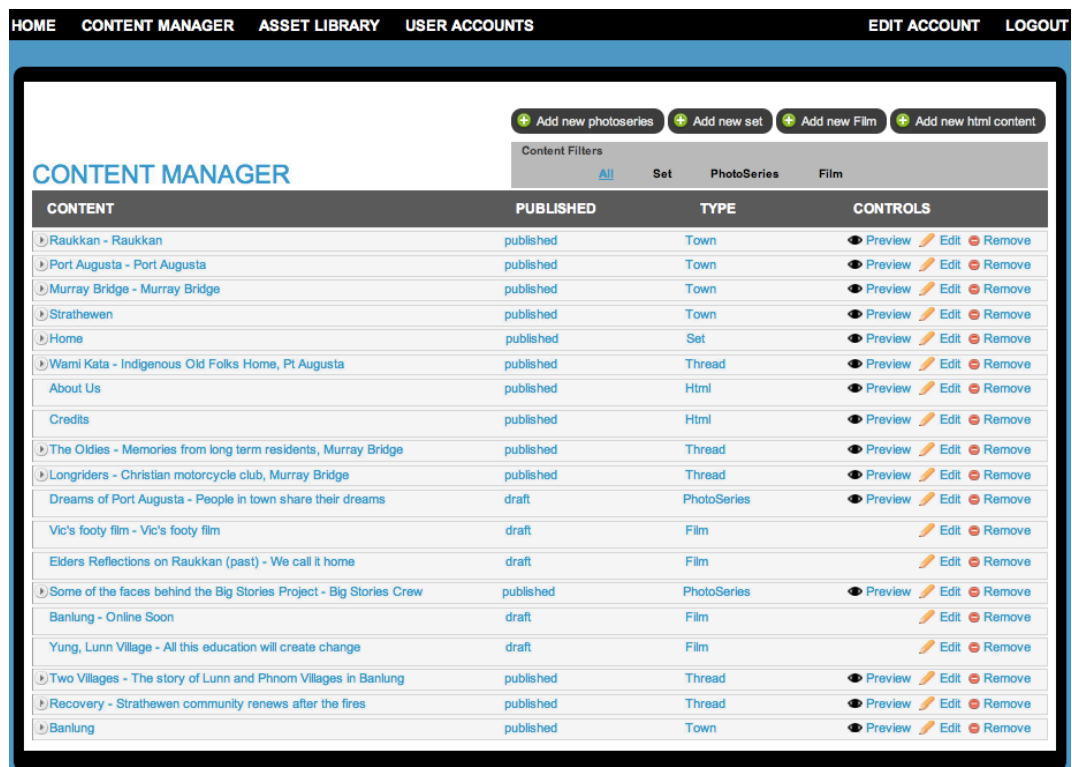 HOME CONTENT MANAGER ASSET LIBRARY USER ACCOUNTS EDIT ACCOUNT LOGOUT
Add new photoseries Add new set Add new Film Add new html content
Content Filters
All Set PhotoSeries Film
CONTENT MANAGER
CONTENT PUBLISHED TYPE CONTROLS
Raukkan - Raukkan published Town Preview Edit Remove
Port Augusta - Port Augusta published Town Preview Edit Remove
Murray Bridge - Murray Bridge published Town Preview Edit Remove
Strathewen published Town Preview Edit Remove
Home published Set Preview Edit Remove
Wami Kata - Indigenous Old Folks Home, Pt Augusta published Thread Preview Edit Remove
About Us published Html Preview Edit Remove
Credits published Html Preview Edit Remove
The Oldies - Memories from long term residents, Murray Bridge published Thread Preview Edit Remove
Longriders - Christian motorcycle club, Murray Bridge published Thread Preview Edit Remove
Dreams of Port Augusta - People in town share their dreams draft PhotoSeries Preview Edit Remove
Vic's footy film - Vic's footy film draft Film Edit Remove
Elders Reflections on Raukkan (past) - We call it home draft Film Edit Remove
Some of the faces behind the Big Stories Project - Big Stories Crew published PhotoSeries Preview Edit Remove
Banlung - Online Soon draft Film Edit Remove
Yung, Lunn Village - All this education will create change draft Film Edit Remove
Two Villages - The story of Lunn and Phnom Villages in Banlung published Thread Preview Edit Remove
Recovery - Strathewen community renews after the fires published Thread Preview Edit Remove
Banlung published Town Preview Edit Remove